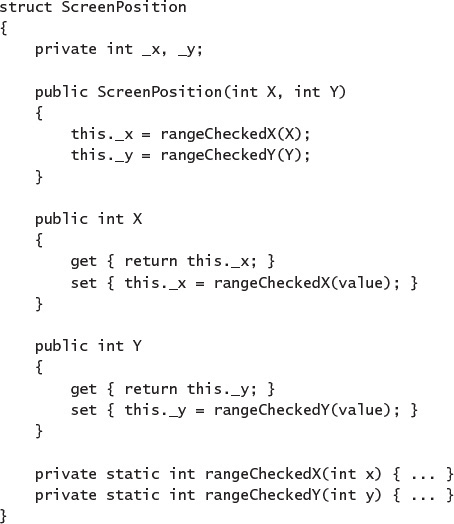 struct ScreenPosition
{
    private int _x, _y;

    public ScreenPosition(int X, int Y)
    {
        this._x = rangeCheckedX(X);
        this._y = rangeCheckedY(Y);
    }

    public int X
    {
        get { return this._x; }
        set { this._x = rangeCheckedX(value); }
    }

    public int Y
    {
        get { return this._y; }
        set { this._y = rangeCheckedY(value); }
    }

    private static int rangeCheckedX(int x) { ... }
    private static int rangeCheckedY(int y) { ... }
}